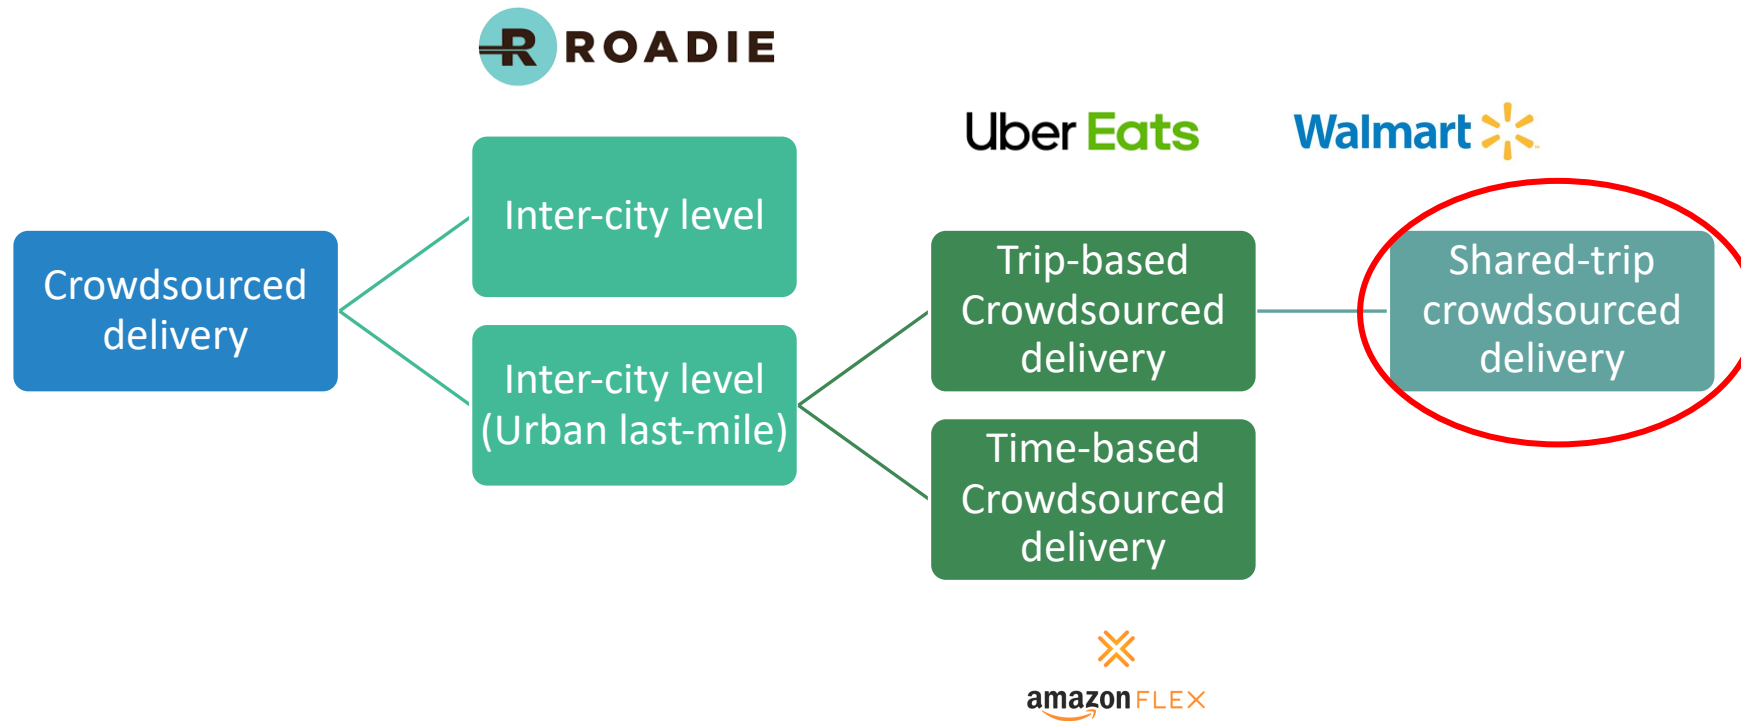 R ROADIE
Uber Eats
Walmart
Inter-city level
Crowdsourced
delivery
Inter-city level
(Urban last-mile)
Trip-based
Crowdsourced
delivery
Time-based
Crowdsourced
delivery
Shared-trip
crowdsourced
delivery
amazon FLEX